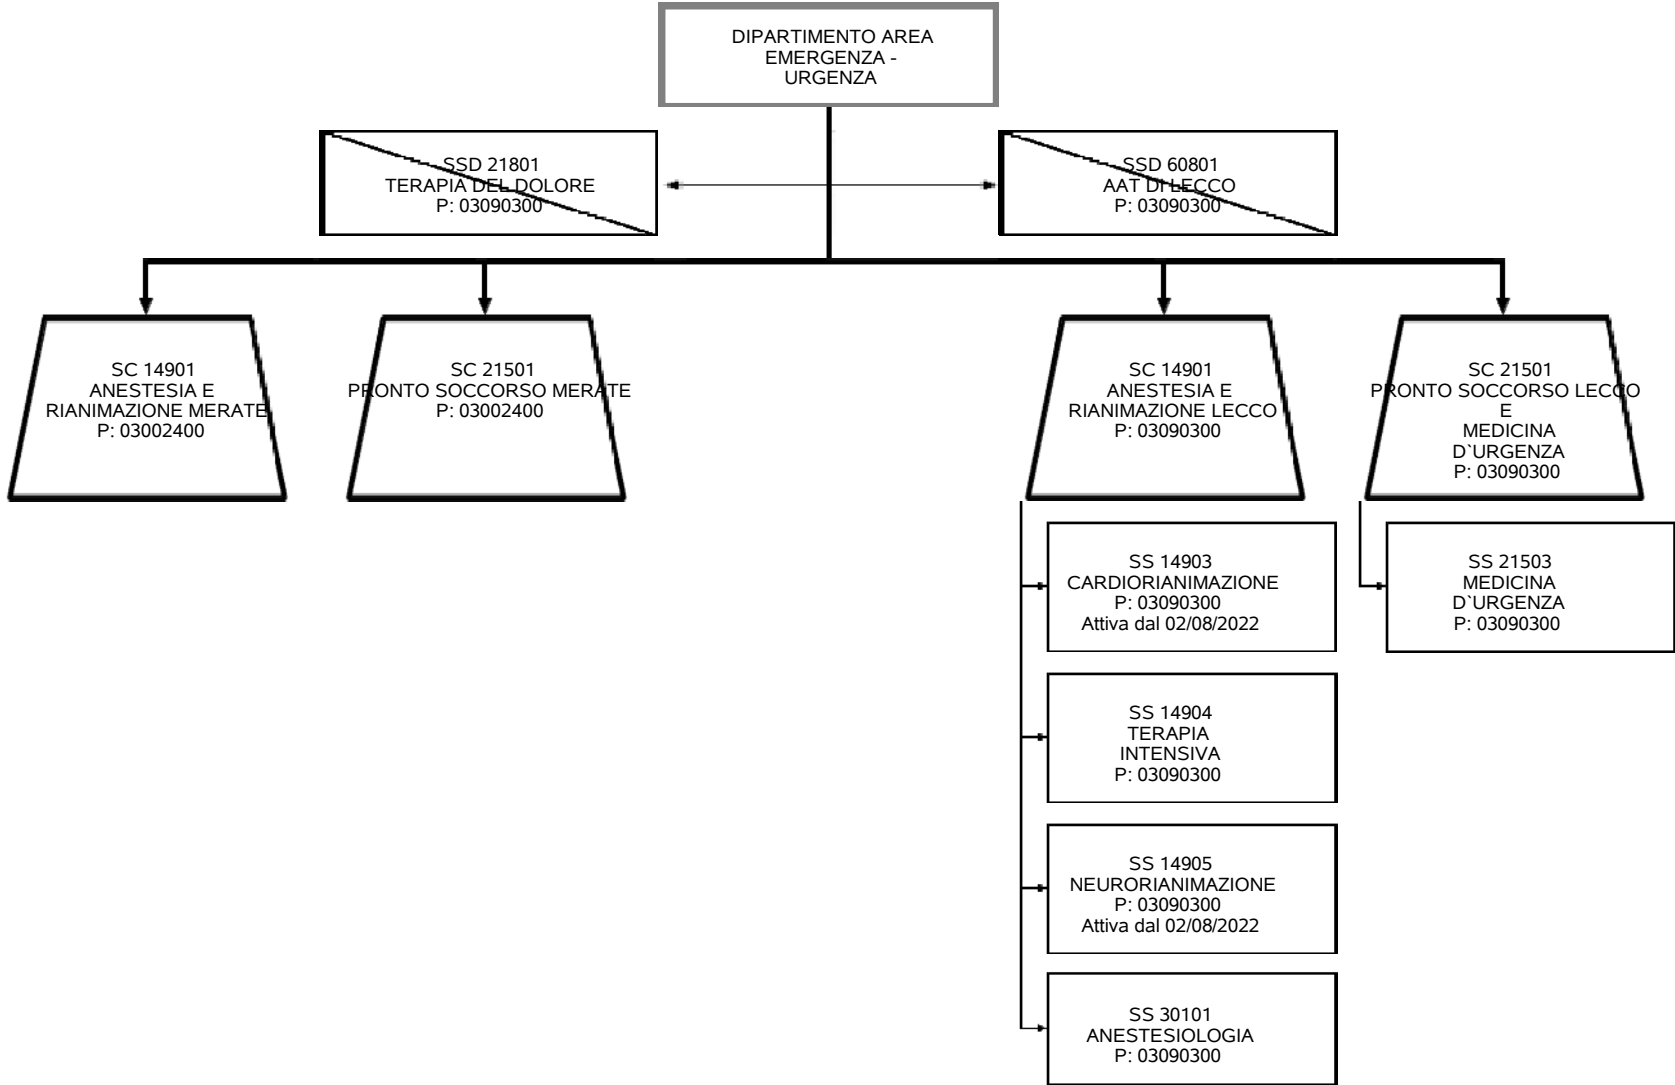 DIPARTIMENTO AREA
EMERGENZA -
URGENZA
SSD 21801
TERAPIA DEL DOLORE
P: 03090300
SSD 60801
AAT DI LECCO
P: 03090300
SC 14901
ANESTESIA E
RIANIMAZIONE MERATE
P: 03002400
SC 21501
PRONTO SOCCORSO MERATE
P: 03002400
SC 14901
ANESTESIA E
RIANIMAZIONE LECCO
P: 03090300
SC 21501
PRONTO SOCCORSO LECCO
E
MEDICINA
D`URGENZA
P: 03090300
SS 14903
CARDIORIANIMAZIONE
P: 03090300
Attiva dal 02/08/2022
SS 21503
MEDICINA
D`URGENZA
P: 03090300
SS 14904
TERAPIA
INTENSIVA
P: 03090300
SS 14905
NEURORIANIMAZIONE
P: 03090300
Attiva dal 02/08/2022
SS 30101
ANESTESIOLOGIA
P: 03090300